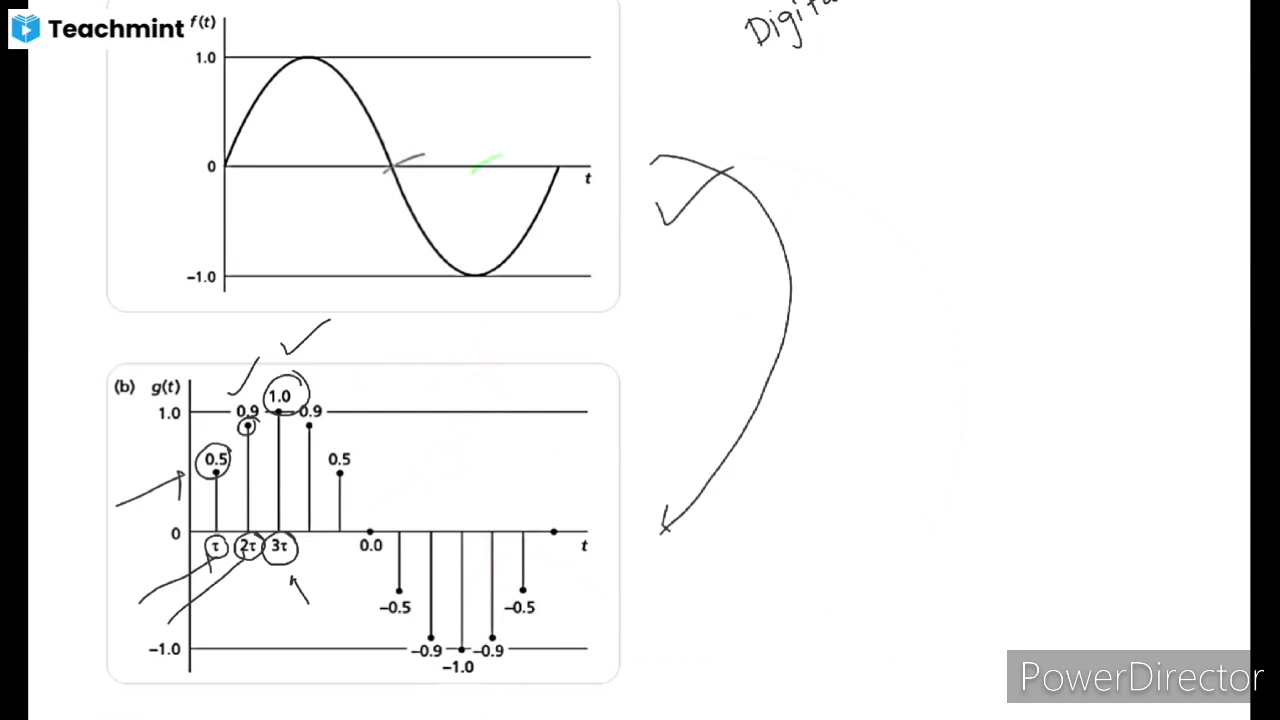 Teachmint
f(t)
1.0
0
t
−1.0
(b) g(t)
1.0
1.0
0.9
0.9
0.5
0.5
0
τ 2τ 3τ
0.0
t
−0.5
−0.5
−1.0
−0.9
−0.9
−1.0
PowerDirector